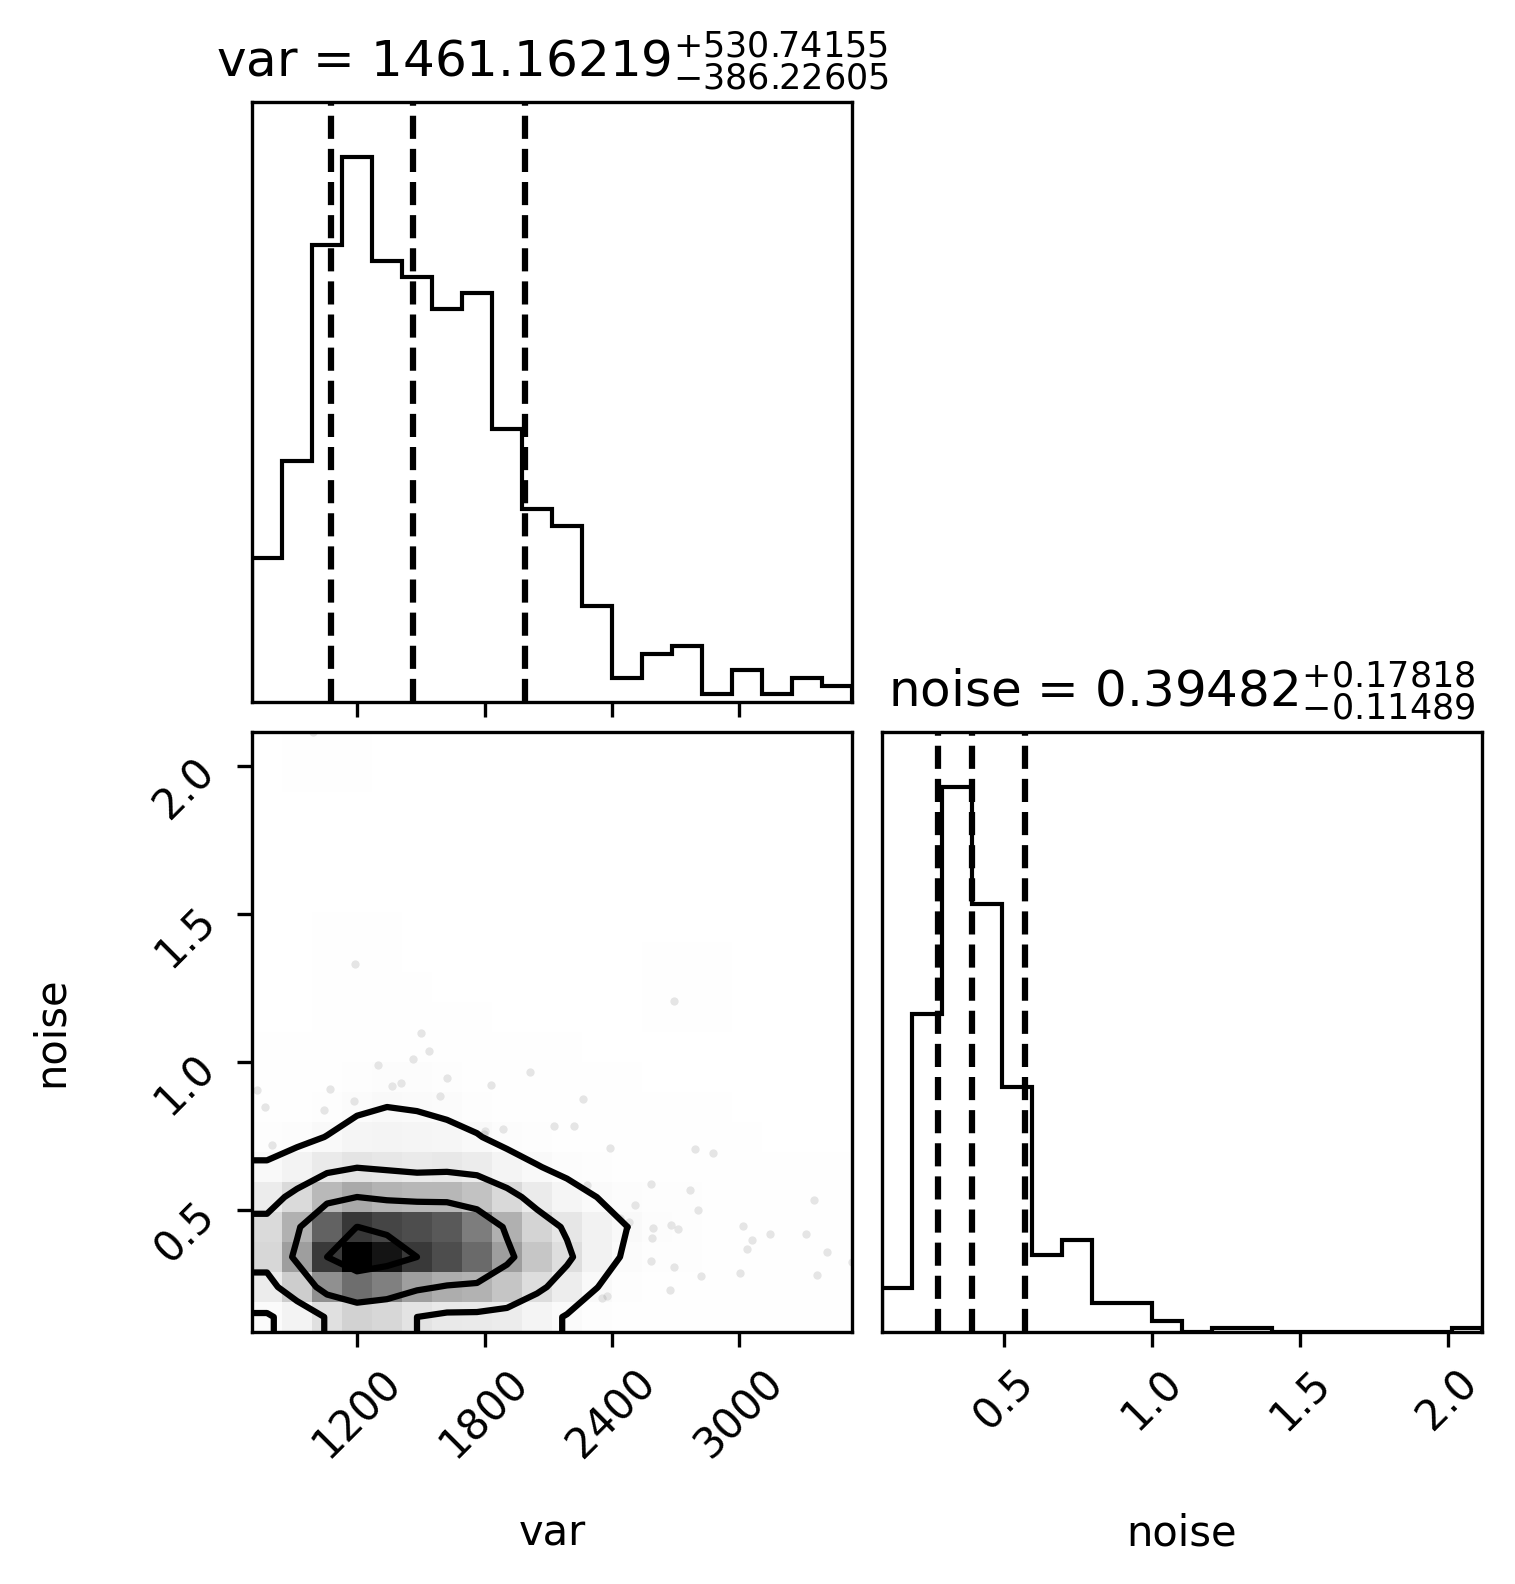 var = 1461.16219+530.74155−386.22605
noise = 0.39482+0.17818−0.11489
2.0
1.5
1.0
0.5
noise
1200 1800 2400 3000
0.5 1.0 1.5 2.0
var
noise